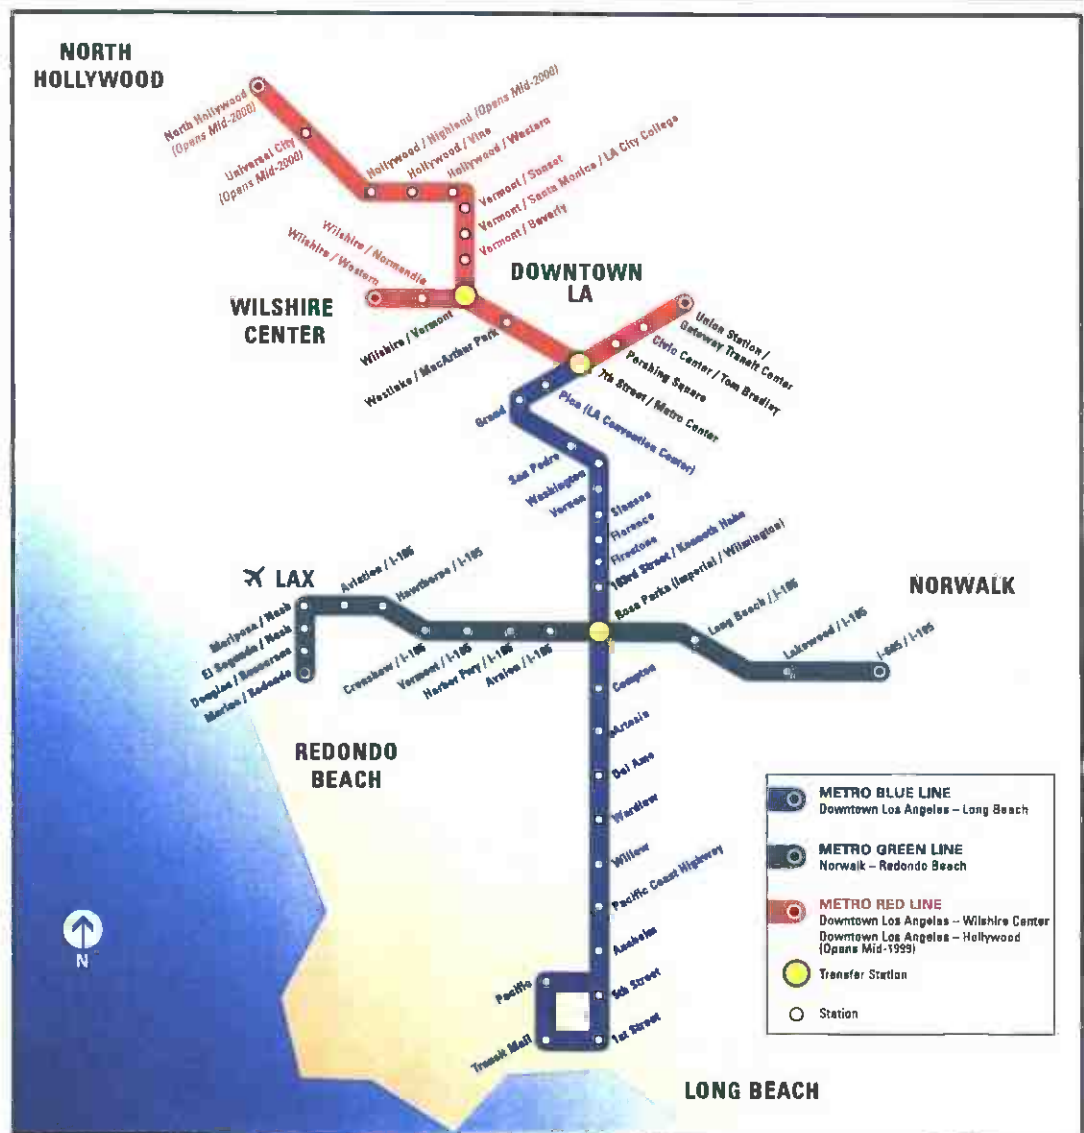 NORTH
HOLLYWOOD
North Hollywood
(Opens Mid-2000)
Universal City
(Opens Mid-2000)
Hollywood / Highland (Opens Mid-2000)
Hollywood / Vine
Hollywood / Western
Vermont / Sunset
Vermont / Santa Monica / LA City College
Vermont / Beverly
Wilshire / Normandie
Wilshire / Western
WILSHIRE
CENTER
Wilshire / Vermont
Westlake / MacArthur Park
DOWNTOWN
LA
Union Station /
Gateway Transit Center
Civic Center / Tom Bradley
Pershing Square
7th Street / Metro Center
Pico (LA Convention Center)
Grand
San Pedro
Washington
Vernon
Slauson
Florence
Firestone
103rd Street / Kenneth Hahn
Rosa Parks (Imperial / Wilmington)
LAX
Aviation / I-105
Hawthorne / I-105
Mariposa / Nash
El Segundo / Nash
Douglas / Rosecrans
Marine / Redondo
Crenshaw / I-105
Vermont / I-105
Harbor Fwy / I-105
Avalon / I-105
NORWALK
Long Beach / I-105
Lakewood / I-105
I-605 / I-105
REDONDO
BEACH
Compton
Artesia
Del Amo
Wardlow
Willow
Pacific Coast Highway
Anaheim
5th Street
1st Street
Pacific
Transit Mall
LONG BEACH
N
METRO BLUE LINE
Downtown Los Angeles – Long Beach
METRO GREEN LINE
Norwalk – Redondo Beach
METRO RED LINE
Downtown Los Angeles – Wilshire Center
Downtown Los Angeles – Hollywood
(Opens Mid-1999)
Transfer Station
Station